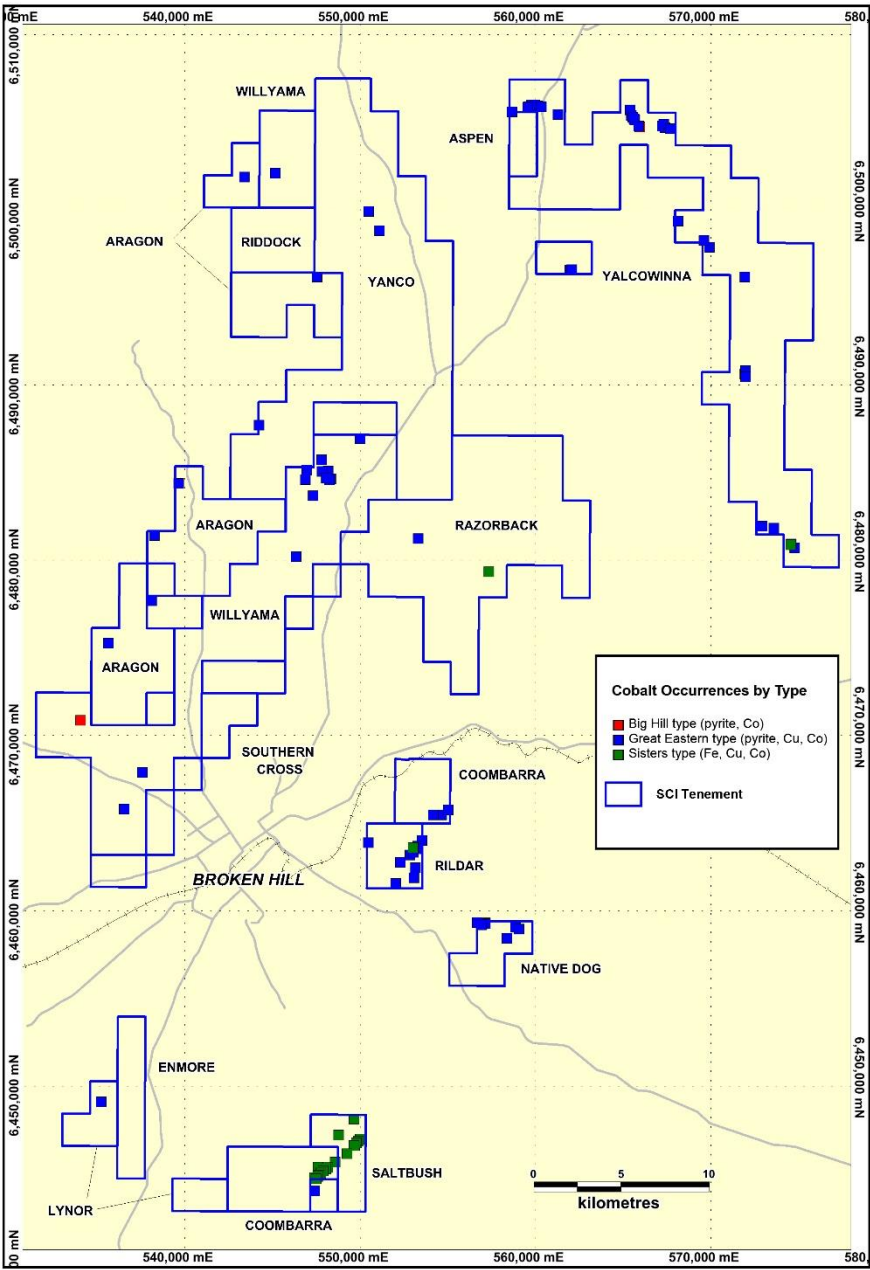 00 mE
540,000 mE
550,000 mE
560,000 mE
570,000 mE
580,
6,510,000 mN
WILLYAMA
ASPEN
6,500,000 mN
6,500,000 mN
ARAGON
RIDDOCK
YANCO
YALCOWINNA
6,490,000 mN
6,490,000 mN
ARAGON
RAZORBACK
6,480,000 mN
6,480,000 mN
WILLYAMA
ARAGON
Cobalt Occurrences by Type
Big Hill type (pyrite, Co)
Great Eastern type (pyrite, Cu, Co)
Sisters type (Fe, Cu, Co)
SCI Tenement
6,470,000 mN
6,470,000 mN
SOUTHERN
CROSS
COOMBARRA
RILDAR
BROKEN HILL
6,460,000 mN
6,460,000 mN
NATIVE DOG
ENMORE
6,450,000 mN
6,450,000 mN
SALTBUSH
LYNOR
COOMBARRA
0
5
10
kilometres
00 mN
540,000 mE
550,000 mE
560,000 mE
570,000 mE
580,